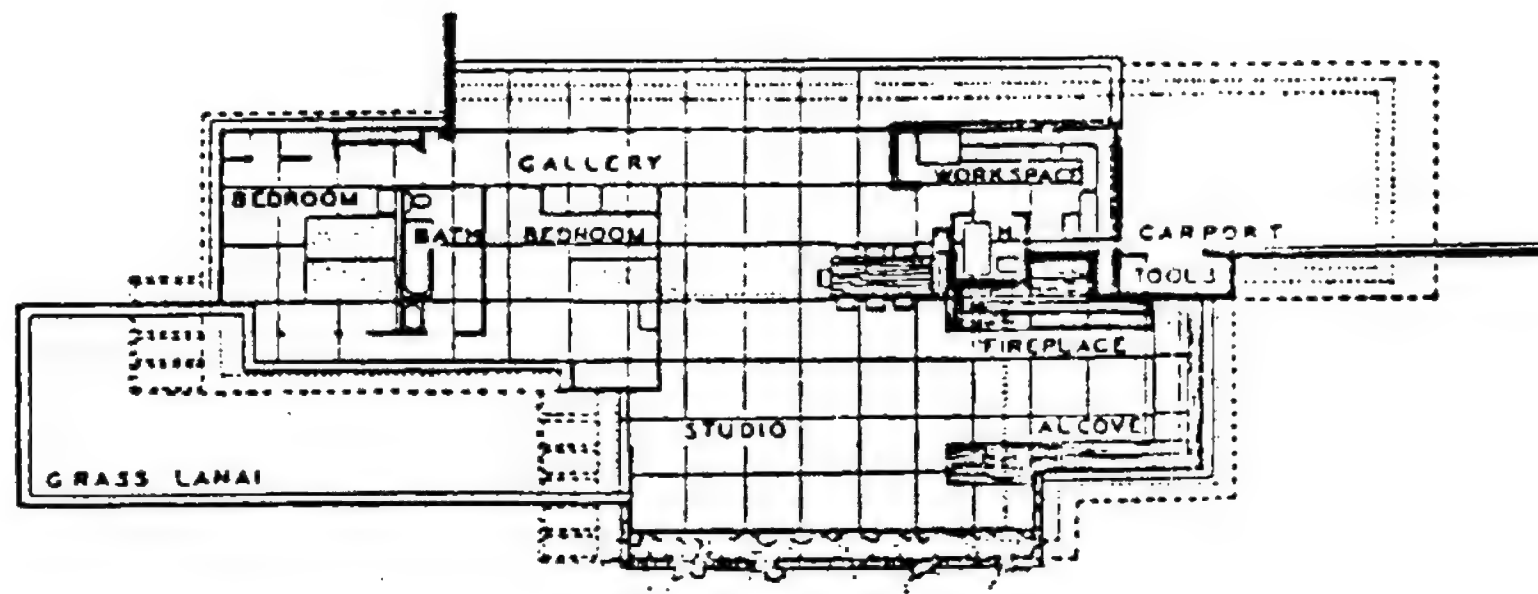 GALLERY
WORKSPACE
BEDROOM
BATH
BEDROOM
CARPORT
TOOLS
FIREPLACE
STUDIO
ALCOVE
GRASS LANAI